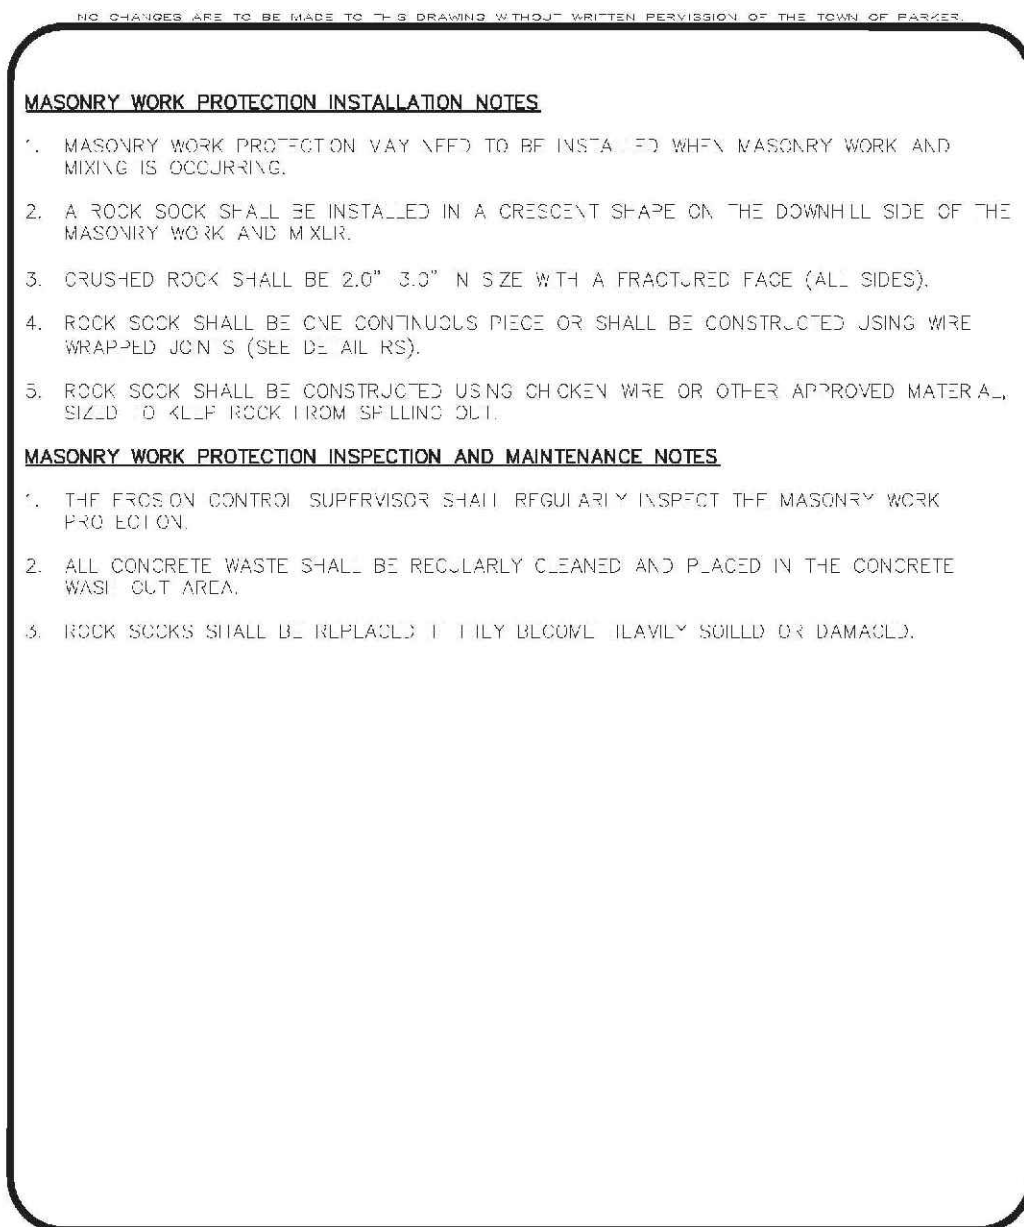 NO CHANGES ARE TO BE MADE TO THIS DRAWING WITHOUT WRITTEN PERMISSION OF THE TOWN OF PARKER.
MASONRY WORK PROTECTION INSTALLATION NOTES
1. MASONRY WORK PROTECTION MAY NEED TO BE INSTALLED WHEN MASONRY WORK AND
MIXING IS OCCURRING.
2. A ROCK SOCK SHALL BE INSTALLED IN A CRESCENT SHAPE ON THE DOWNHILL SIDE OF THE
MASONRY WORK AND MIXER.
3. CRUSHED ROCK SHALL BE 2.0" 3.0" IN SIZE WITH A FRACTURED FACE (ALL SIDES).
4. ROCK SOCK SHALL BE ONE CONTINUOUS PIECE OR SHALL BE CONSTRUCTED USING WIRE
WRAPPED JOINTS (SEE DETAIL RS).
5. ROCK SOCK SHALL BE CONSTRUCTED USING CHICKEN WIRE OR OTHER APPROVED MATERIAL,
SIZED TO KEEP ROCK FROM SPILLING OUT.
MASONRY WORK PROTECTION INSPECTION AND MAINTENANCE NOTES
1. THE EROSION CONTROL SUPERVISOR SHALL REGULARLY INSPECT THE MASONRY WORK
PROTECTION.
2. ALL CONCRETE WASTE SHALL BE REGULARLY CLEANED AND PLACED IN THE CONCRETE
WASH OUT AREA.
3. ROCK SOCKS SHALL BE REPLACED IF THEY BECOME HEAVILY SOILED OR DAMAGED.